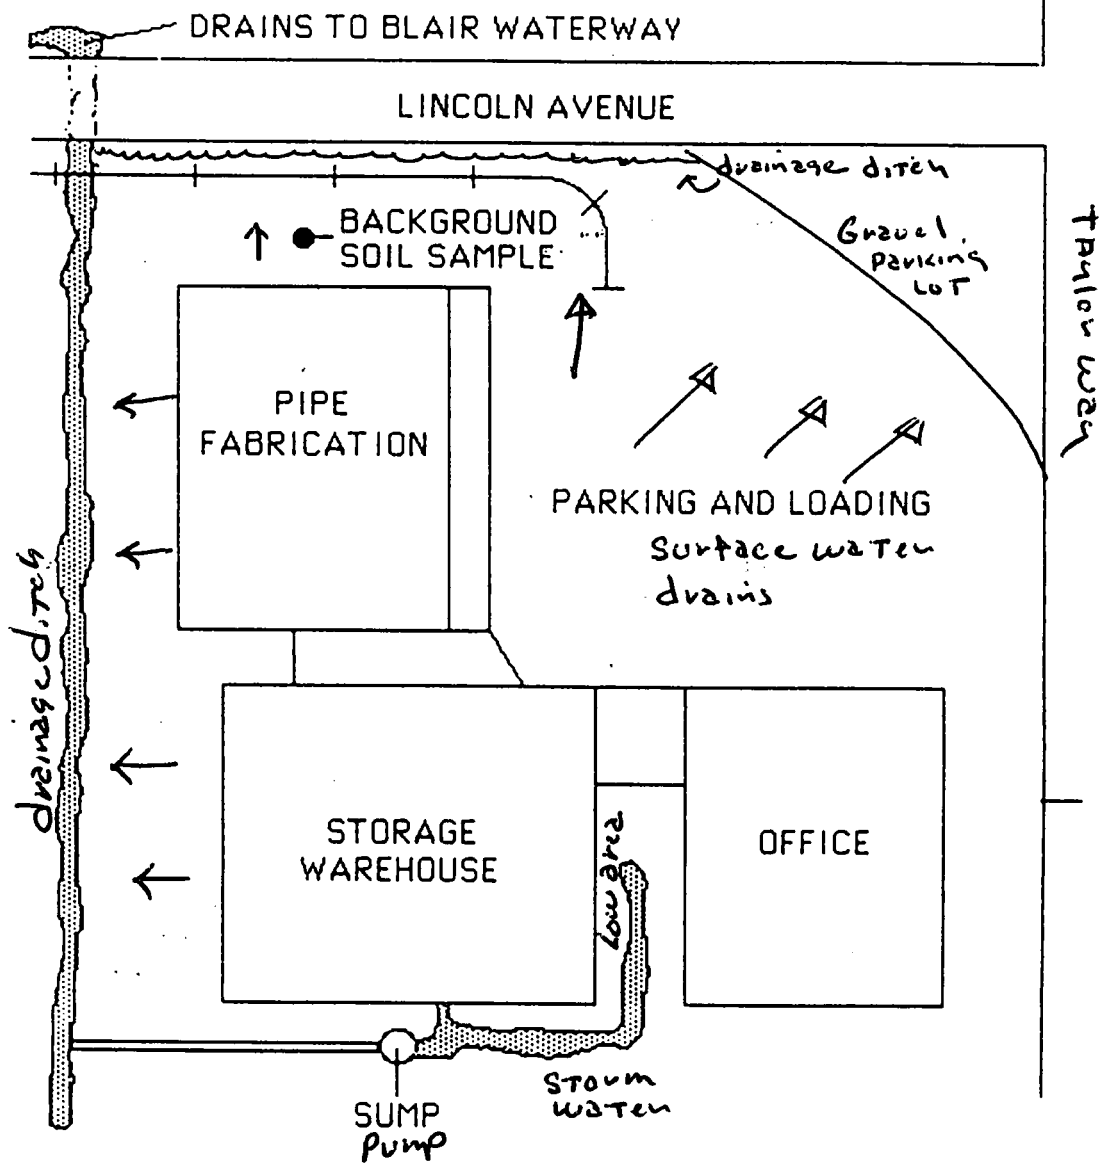 DRAINS TO BLAIR WATERWAY
LINCOLN AVENUE
drainage ditch
BACKGROUND
SOIL SAMPLE
Gravel
parking
LOT
Taylor way
PIPE
FABRICATION
PARKING AND LOADING
Surface water
drains
drainage ditch
STORAGE
WAREHOUSE
Low area
OFFICE
STORM
WATER
SUMP
PUMP